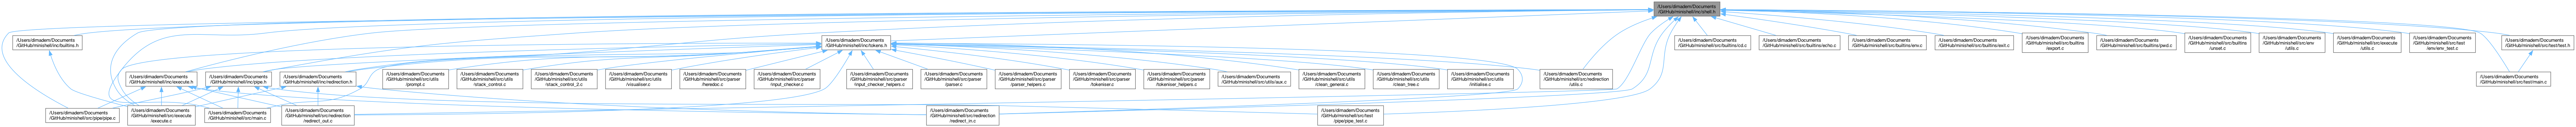 /Users/dimadem/Documents
/GitHub/minishell/inc/shell.h
/Users/dimadem/Documents
/GitHub/minishell/inc/builtins.h
/Users/dimadem/Documents
/GitHub/minishell/inc/tokens.h
/Users/dimadem/Documents
/GitHub/minishell/src/builtins/cd.c
/Users/dimadem/Documents
/GitHub/minishell/src/builtins/echo.c
/Users/dimadem/Documents
/GitHub/minishell/src/builtins/env.c
/Users/dimadem/Documents
/GitHub/minishell/src/builtins/exit.c
/Users/dimadem/Documents
/GitHub/minishell/src/builtins
/export.c
/Users/dimadem/Documents
/GitHub/minishell/src/builtins/pwd.c
/Users/dimadem/Documents
/GitHub/minishell/src/builtins
/unset.c
/Users/dimadem/Documents
/GitHub/minishell/src/env
/utils.c
/Users/dimadem/Documents
/GitHub/minishell/src/execute
/utils.c
/Users/dimadem/Documents
/GitHub/minishell/src/test
/env/env_test.c
/Users/dimadem/Documents
/GitHub/minishell/src/test/test.h
/Users/dimadem/Documents
/GitHub/minishell/inc/execute.h
/Users/dimadem/Documents
/GitHub/minishell/inc/pipe.h
/Users/dimadem/Documents
/GitHub/minishell/inc/redirection.h
/Users/dimadem/Documents
/GitHub/minishell/src/utils
/prompt.c
/Users/dimadem/Documents
/GitHub/minishell/src/utils
/stack_control.c
/Users/dimadem/Documents
/GitHub/minishell/src/utils
/stack_control_2.c
/Users/dimadem/Documents
/GitHub/minishell/src/utils
/visualiser.c
/Users/dimadem/Documents
/GitHub/minishell/src/parser
/heredoc.c
/Users/dimadem/Documents
/GitHub/minishell/src/parser
/input_checker.c
/Users/dimadem/Documents
/GitHub/minishell/src/parser
/input_checker_helpers.c
/Users/dimadem/Documents
/GitHub/minishell/src/parser
/parser.c
/Users/dimadem/Documents
/GitHub/minishell/src/parser
/parser_helpers.c
/Users/dimadem/Documents
/GitHub/minishell/src/parser
/tokeniser.c
/Users/dimadem/Documents
/GitHub/minishell/src/parser
/tokeniser_helpers.c
/Users/dimadem/Documents
/GitHub/minishell/src/utils/aux.c
/Users/dimadem/Documents
/GitHub/minishell/src/utils
/clean_general.c
/Users/dimadem/Documents
/GitHub/minishell/src/utils
/clean_tree.c
/Users/dimadem/Documents
/GitHub/minishell/src/utils
/initialise.c
/Users/dimadem/Documents
/GitHub/minishell/src/redirection
/utils.c
/Users/dimadem/Documents
/GitHub/minishell/src/test/main.c
/Users/dimadem/Documents
/GitHub/minishell/src/pipe/pipe.c
/Users/dimadem/Documents
/GitHub/minishell/src/execute
/execute.c
/Users/dimadem/Documents
/GitHub/minishell/src/main.c
/Users/dimadem/Documents
/GitHub/minishell/src/redirection
/redirect_out.c
/Users/dimadem/Documents
/GitHub/minishell/src/redirection
/redirect_in.c
/Users/dimadem/Documents
/GitHub/minishell/src/test
/pipe/pipe_test.c